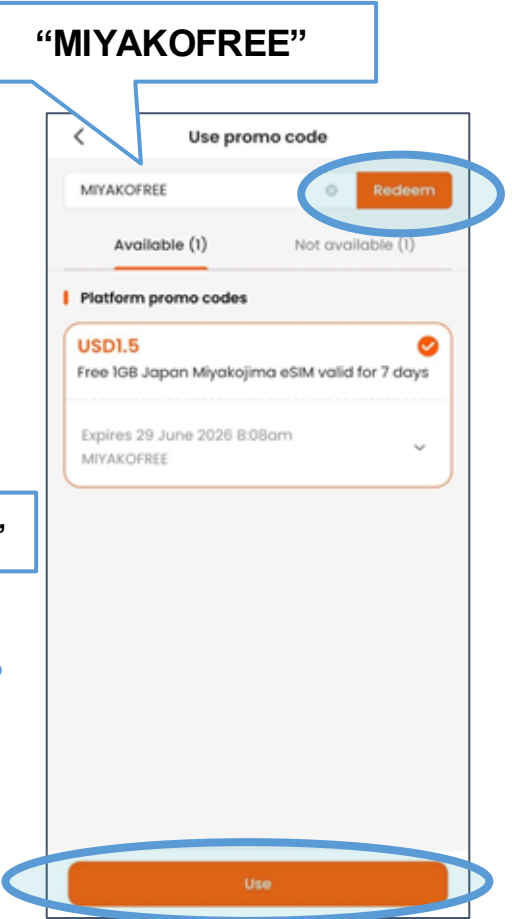 “MIYAKOFREE”
Use promo code
MIYAKOFREE
Redeem
Available (1)
Not available (1)
Platform promo codes
USD1.5
Free 1GB Japan Miyakojima eSIM valid for 7 days
Expires 29 June 2026 8:08am
MIYAKOFREE
”
Use